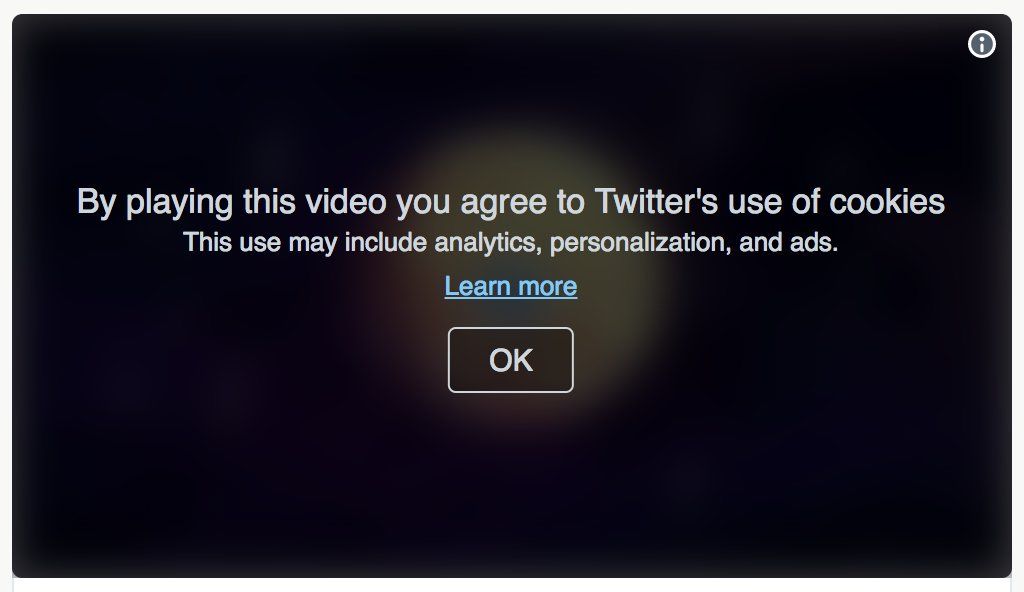 By playing this video you agree to Twitter's use of cookies
This use may include analytics, personalization, and ads.
Learn more
OK